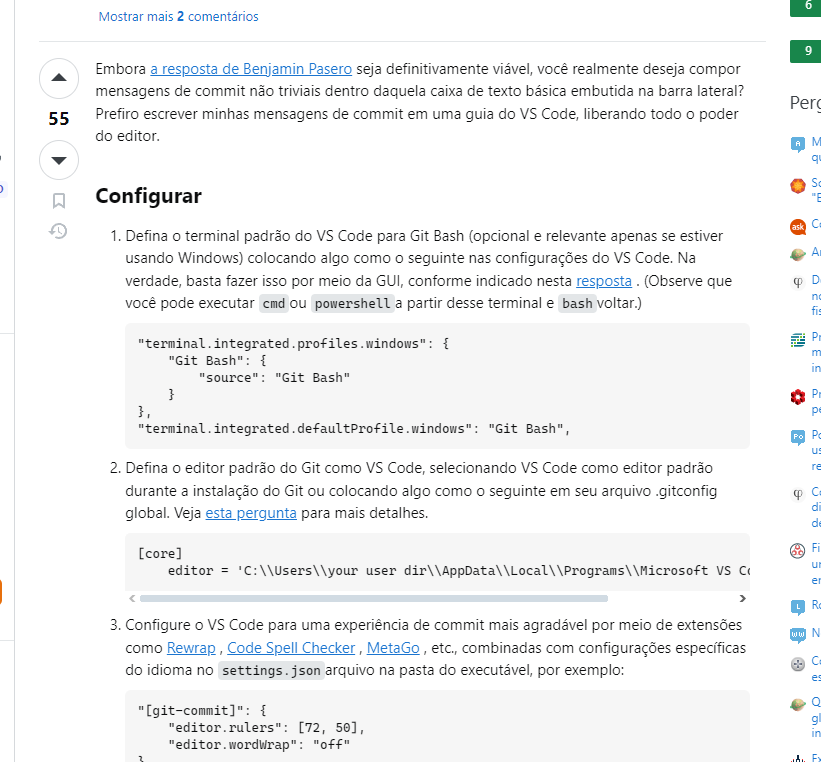 Mostrar mais 2 comentários
Embora a resposta de Benjamin Pasero seja definitivamente viável, você realmente deseja compor
mensagens de commit não triviais dentro daquela caixa de texto básica embutida na barra lateral?
Prefiro escrever minhas mensagens de commit em uma guia do VS Code, liberando todo o poder
do editor.
55
Configurar
1. Defina o terminal padrão do VS Code para Git Bash (opcional e relevante apenas se estiver
usando Windows) colocando algo como o seguinte nas configurações do VS Code. Na
verdade, basta fazer isso por meio da GUI, conforme indicado nesta resposta . (Observe que
você pode executar cmd ou powershell a partir desse terminal e bash voltar.)
"terminal.integrated.profiles.windows": {
"Git Bash": {
"source": "Git Bash"
}
},
"terminal.integrated.defaultProfile.windows": "Git Bash",
2. Defina o editor padrão do Git como VS Code, selecionando VS Code como editor padrão
durante a instalação do Git ou colocando algo como o seguinte em seu arquivo .gitconfig
global. Veja esta pergunta para mais detalhes.
[core]
editor = 'C:\\Users\\your user dir\\AppData\\Local\\Programs\\Microsoft VS Co
3. Configure o VS Code para uma experiência de commit mais agradável por meio de extensões
como Rewrap , Code Spell Checker , MetaGo , etc., combinadas com configurações específicas
do idioma no settings.json arquivo na pasta do executável, por exemplo:
"[git-commit]": {
"editor.rulers": [72, 50],
"editor.wordWrap": "off"
}
6
9
Perg